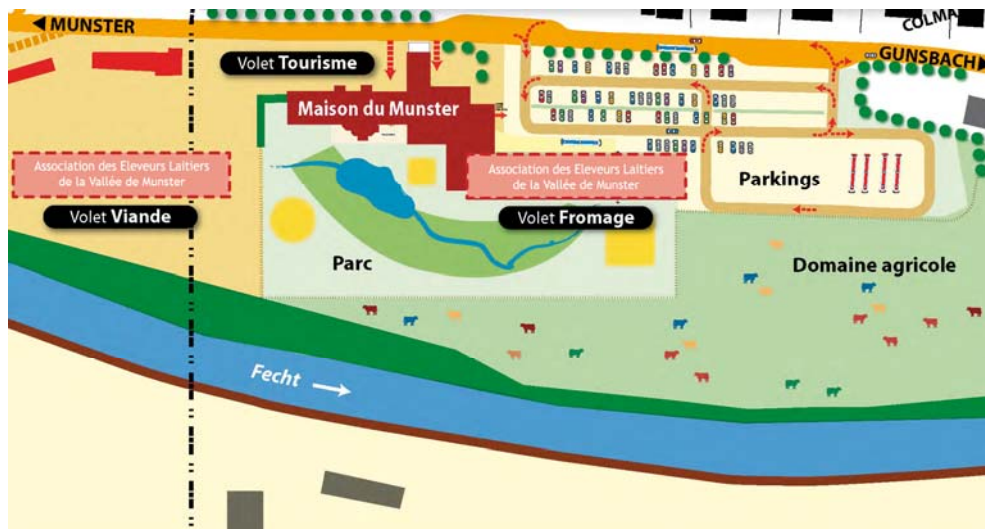 MUNSTER
COLMA
GUNSBACH
Volet Tourisme
Maison du Munster
Association des Eleveurs Laitiers
de la Vallée de Munster
Volet Viande
Association des Eleveurs Laitiers
de la Vallée de Munster
Volet Fromage
Parkings
Parc
Domaine agricole
Fecht